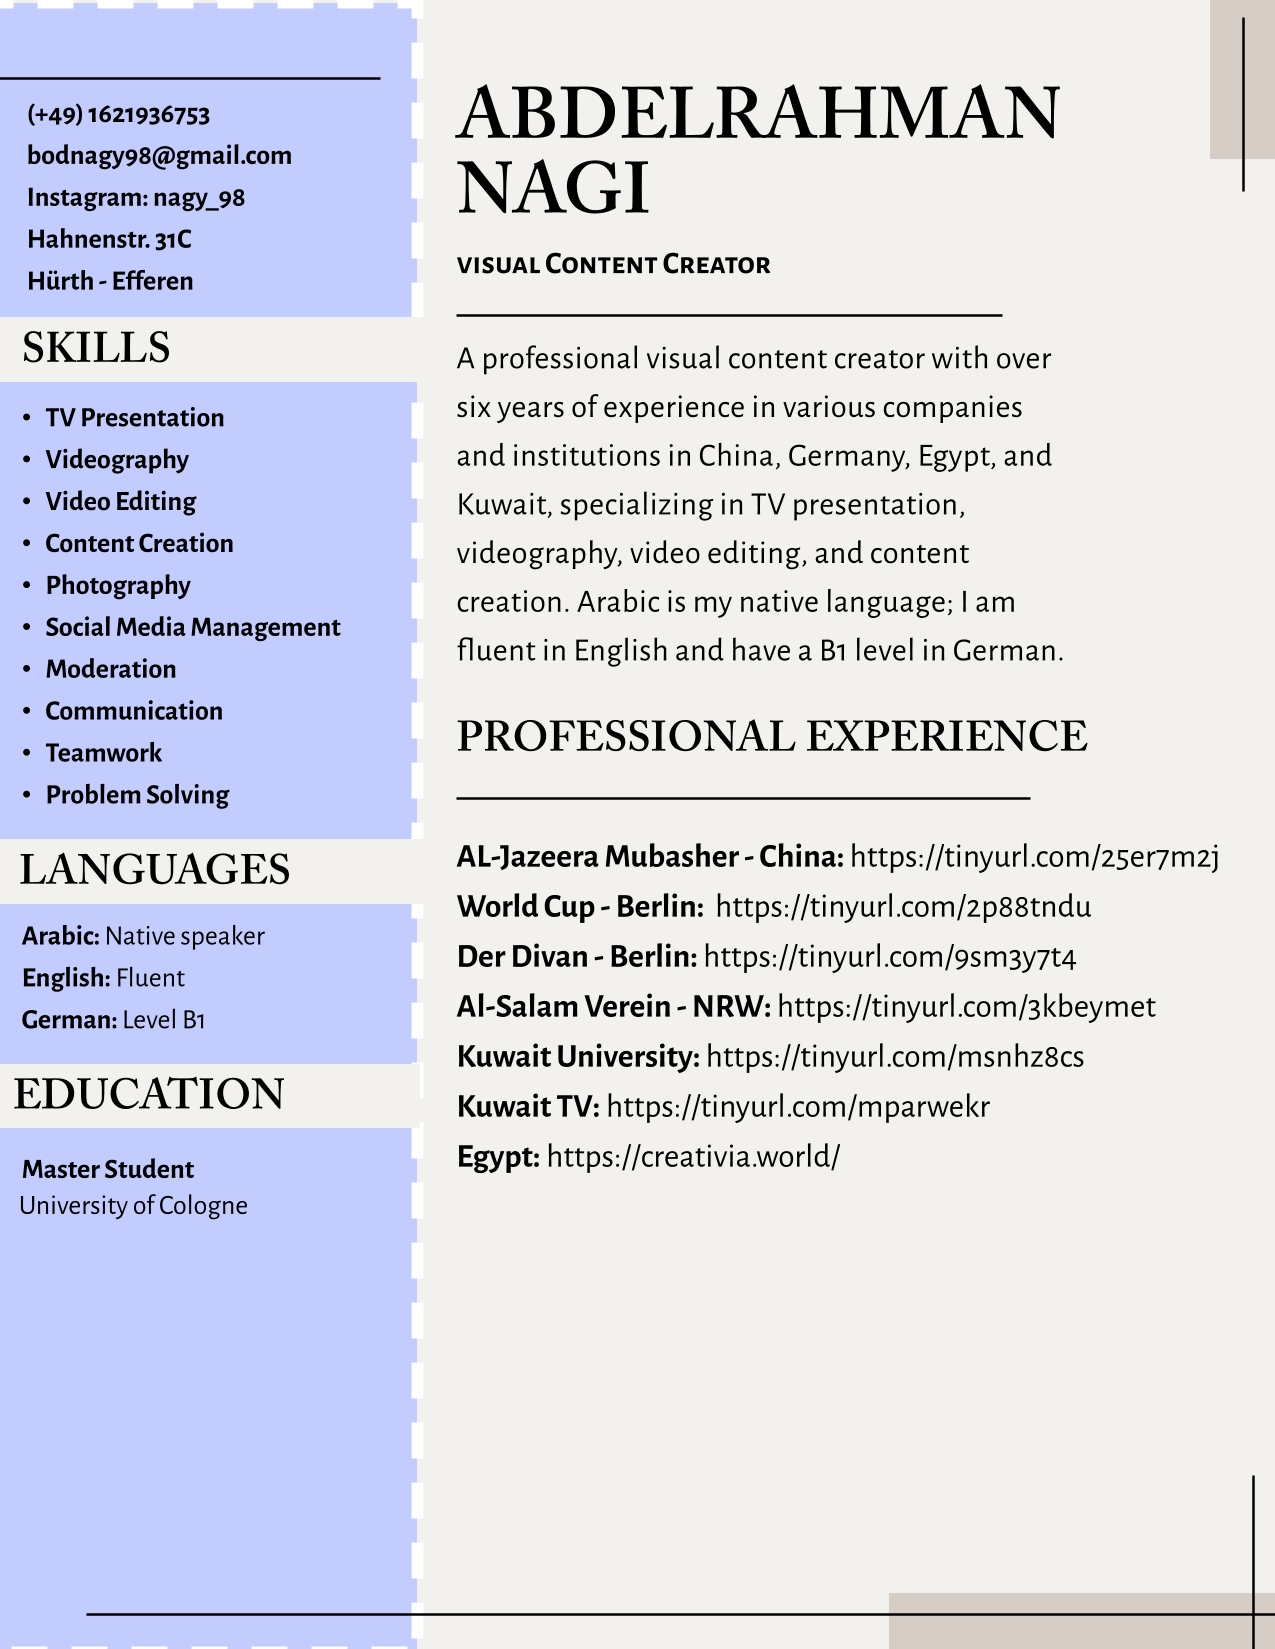 (+49) 1621936753
bodnagy98@gmail.com
Instagram: nagy_98
Hahnenstr. 31C
Hürth - Efferen
SKILLS
• TV Presentation
• Videography
• Video Editing
• Content Creation
• Photography
• Social Media Management
• Moderation
• Communication
• Teamwork
• Problem Solving
LANGUAGES
Arabic: Native speaker
English: Fluent
German: Level B1
EDUCATION
Master Student
University of Cologne
ABDELRAHMAN
NAGI
VISUAL CONTENT CREATOR
A professional visual content creator with over
six years of experience in various companies
and institutions in China, Germany, Egypt, and
Kuwait, specializing in TV presentation,
videography, video editing, and content
creation. Arabic is my native language; I am
fluent in English and have a B1 level in German.
PROFESSIONAL EXPERIENCE
AL-Jazeera Mubasher - China: https://tinyurl.com/25er7m2j
World Cup - Berlin: https://tinyurl.com/2p88tndu
Der Divan - Berlin: https://tinyurl.com/9sm3y7t4
Al-Salam Verein - NRW: https://tinyurl.com/3kbeymet
Kuwait University: https://tinyurl.com/msnhz8cs
Kuwait TV: https://tinyurl.com/mparwekr
Egypt: https://creativia.world/